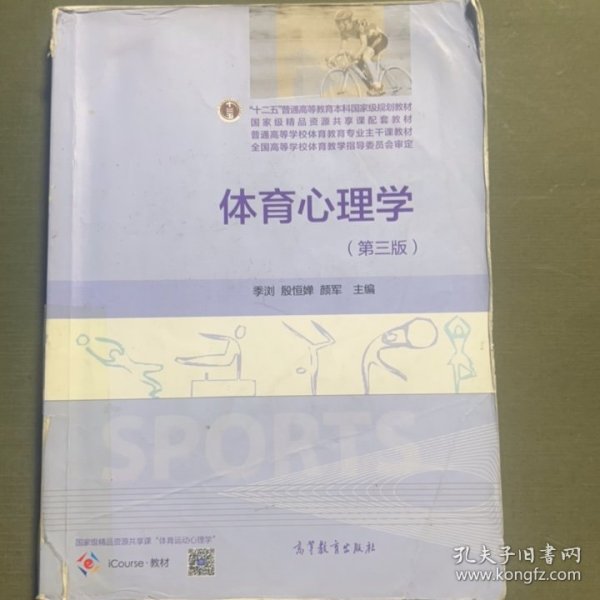 "十二五"普通高等教育本科国家级规划教材
国家级精品资源共享课配套教材
普通高等学校体育教育专业主干课教材
全国高等学校体育教学指导委员会审定
体育心理学
（第三版）
季浏 殷恒婵 颜军 主编
SPORTS
国家级精品资源共享课"体育运动心理学"
iCourse·教材
高等教育出版社
孔夫子旧书网
www.kongfz.com